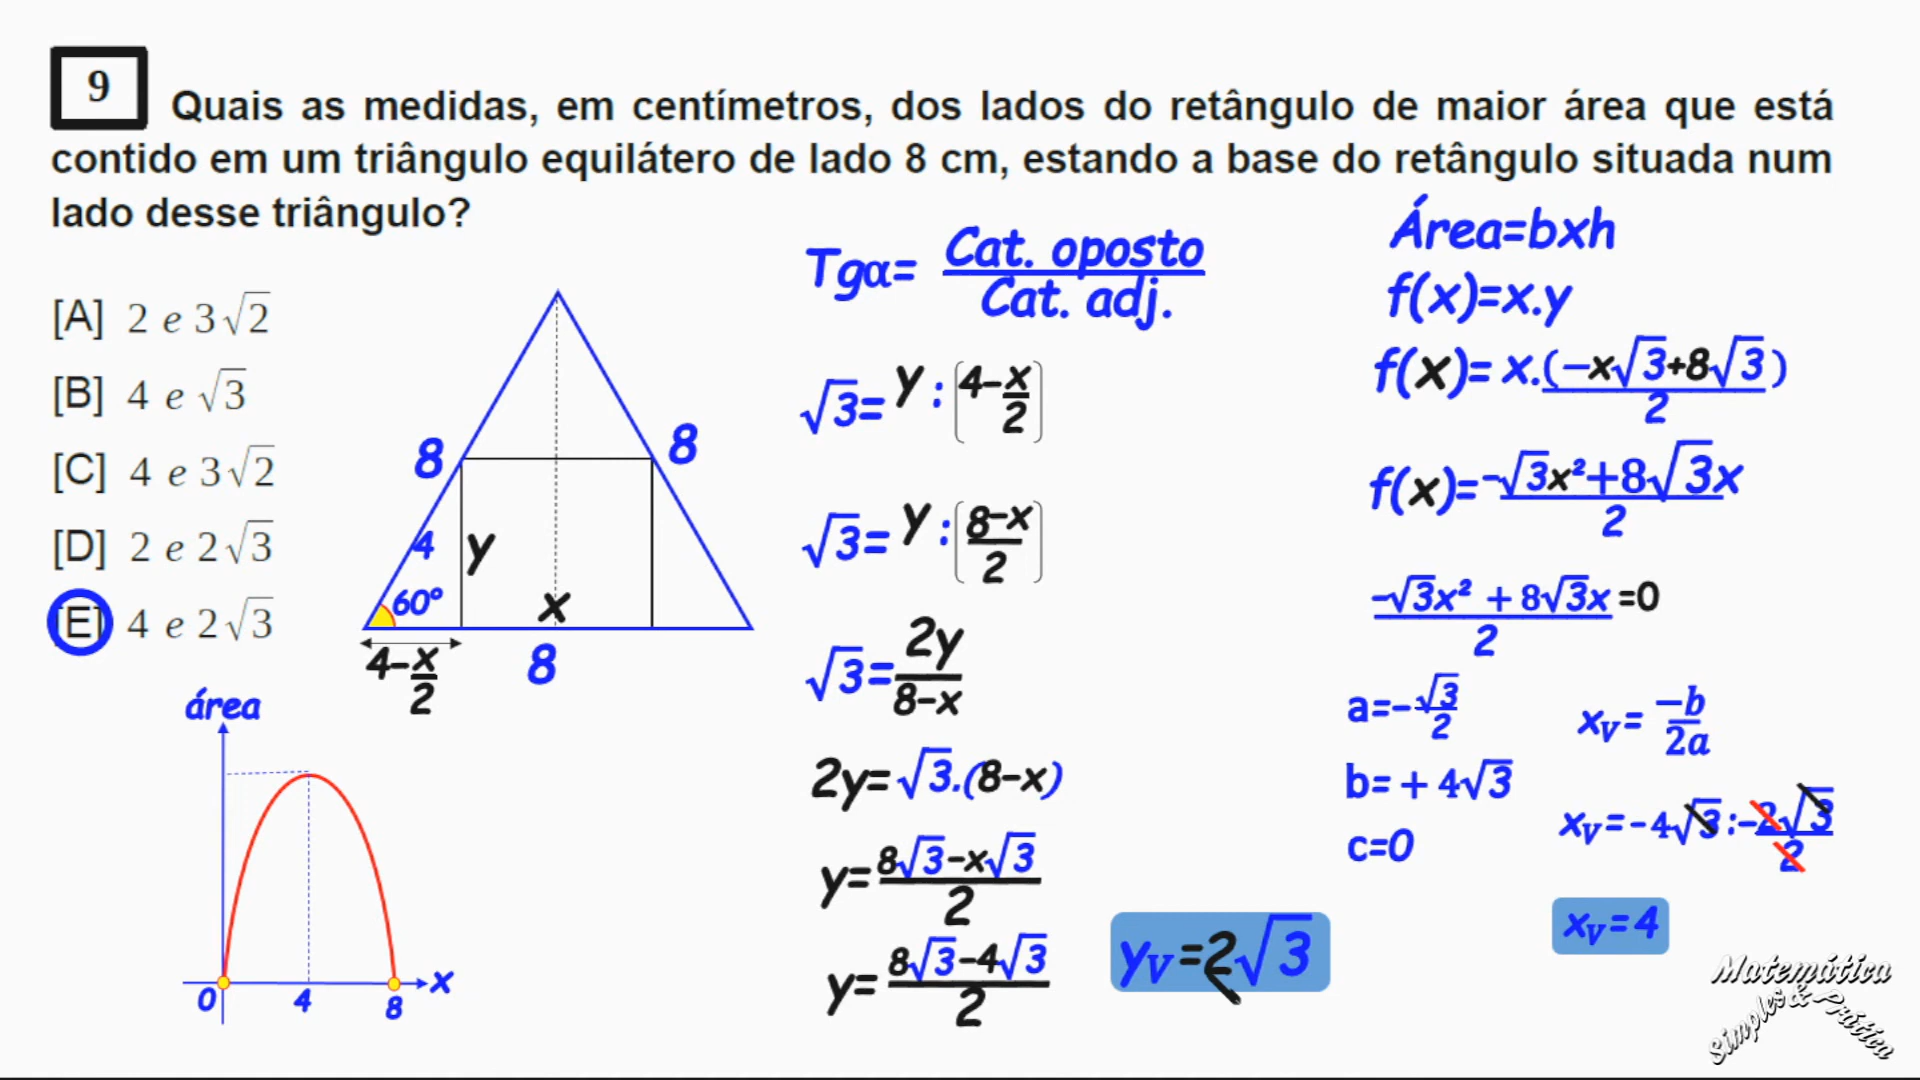 9
Quais as medidas, em centímetros, dos lados do retângulo de maior área que está
contido em um triângulo equilátero de lado 8 cm, estando a base do retângulo situada num
lado desse triângulo?
[A] 2 e 3√2
[B] 4 e √3
[C] 4 e 3√2
[D] 2 e 2√3
[E] 4 e 2√3
8
8
4
y
60°
x
4-x/2
8
área
0
4
8
x
Tgα= Cat. oposto
Cat. adj.
√3= y : (4-x/2)
√3= y : (8-x/2)
√3= 2y/8-x
2y= √3.(8-x)
y= 8√3-x√3/2
y= 8√3-4√3/2
yv=2√3
Área=bxh
f(x)=x.y
f(x)= x.(-x√3+8√3)/2
f(x)= -√3x²+8√3x/2
-√3x² + 8√3x/2 =0
a=-√3/2
b= + 4√3
c=0
xv= -b/2a
xv= -4√3 :-2√3/2
xv=4
Matemática
Simples & Prática